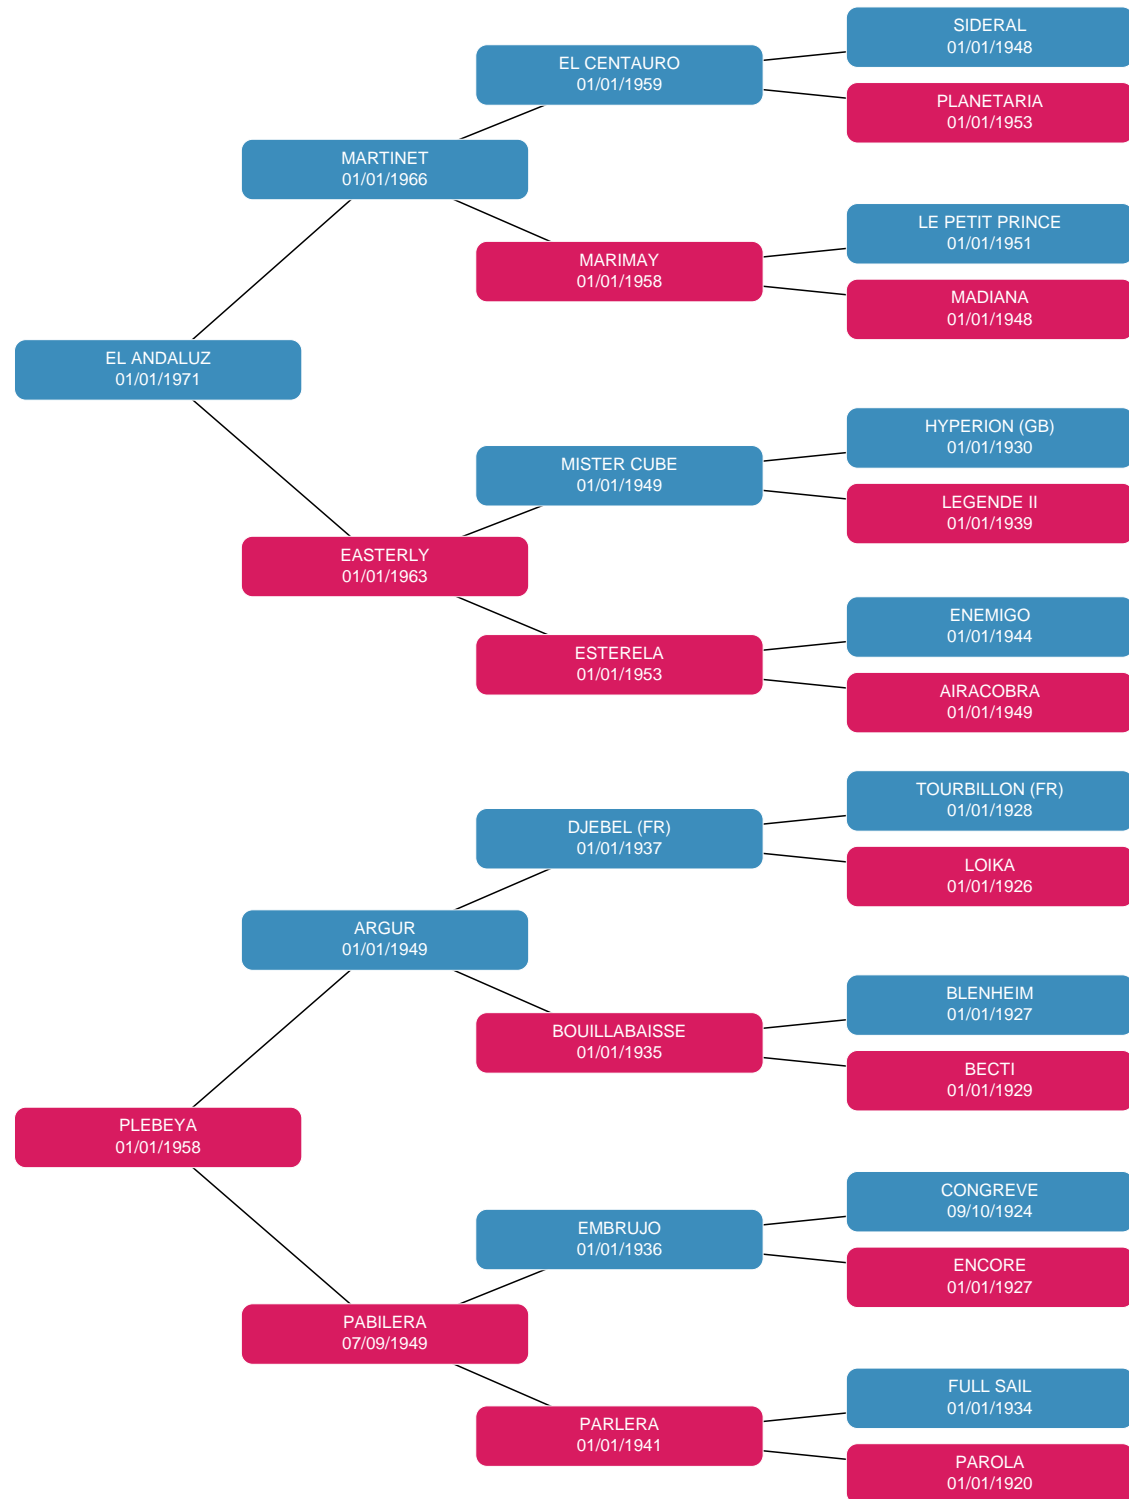 SIDERAL
01/01/1948
EL CENTAURO
01/01/1959
PLANETARIA
01/01/1953
MARTINET
01/01/1966
LE PETIT PRINCE
01/01/1951
MARIMAY
01/01/1958
MADIANA
01/01/1948
EL ANDALUZ
01/01/1971
HYPERION (GB)
01/01/1930
MISTER CUBE
01/01/1949
LEGENDE II
01/01/1939
EASTERLY
01/01/1963
ENEMIGO
01/01/1944
ESTERELA
01/01/1953
AIRACOBRA
01/01/1949
TOURBILLON (FR)
01/01/1928
DJEBEL (FR)
01/01/1937
LOIKA
01/01/1926
ARGUR
01/01/1949
BLENHEIM
01/01/1927
BOUILLABAISSE
01/01/1935
BECTI
01/01/1929
PLEBEYA
01/01/1958
CONGREVE
09/10/1924
EMBRUJO
01/01/1936
ENCORE
01/01/1927
PABILERA
07/09/1949
FULL SAIL
01/01/1934
PARLERA
01/01/1941
PAROLA
01/01/1920